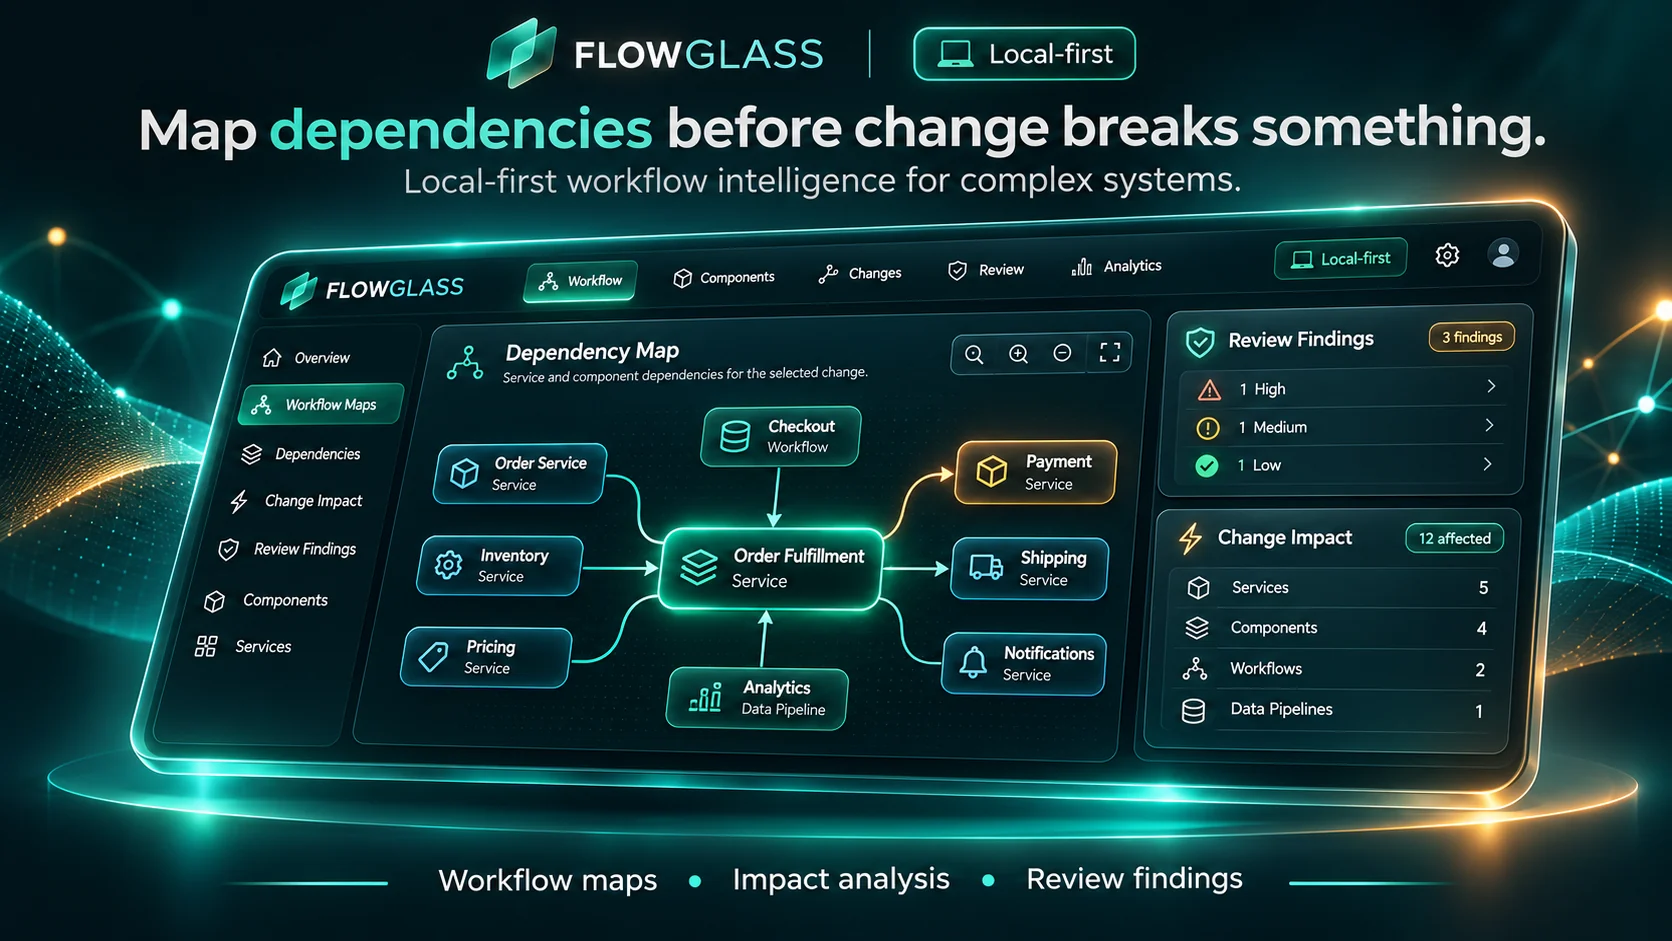 FLOWGLASS
Local-first
Map dependencies before change breaks something.
Local-first workflow intelligence for complex systems.
FLOWGLASS
Workflow
Components
Changes
Review
Analytics
Local-first
Overview
Workflow Maps
Dependencies
Change Impact
Review Findings
Components
Services
Dependency Map
Service and component dependencies for the selected change.
Checkout
Workflow
Order Service
Service
Payment
Service
Inventory
Service
Order Fulfillment
Service
Shipping
Service
Pricing
Service
Notifications
Service
Analytics
Data Pipeline
Review Findings
3 findings
1 High
1 Medium
1 Low
Change Impact
12 affected
Services 5
Components 4
Workflows 2
Data Pipelines 1
Workflow maps • Impact analysis • Review findings